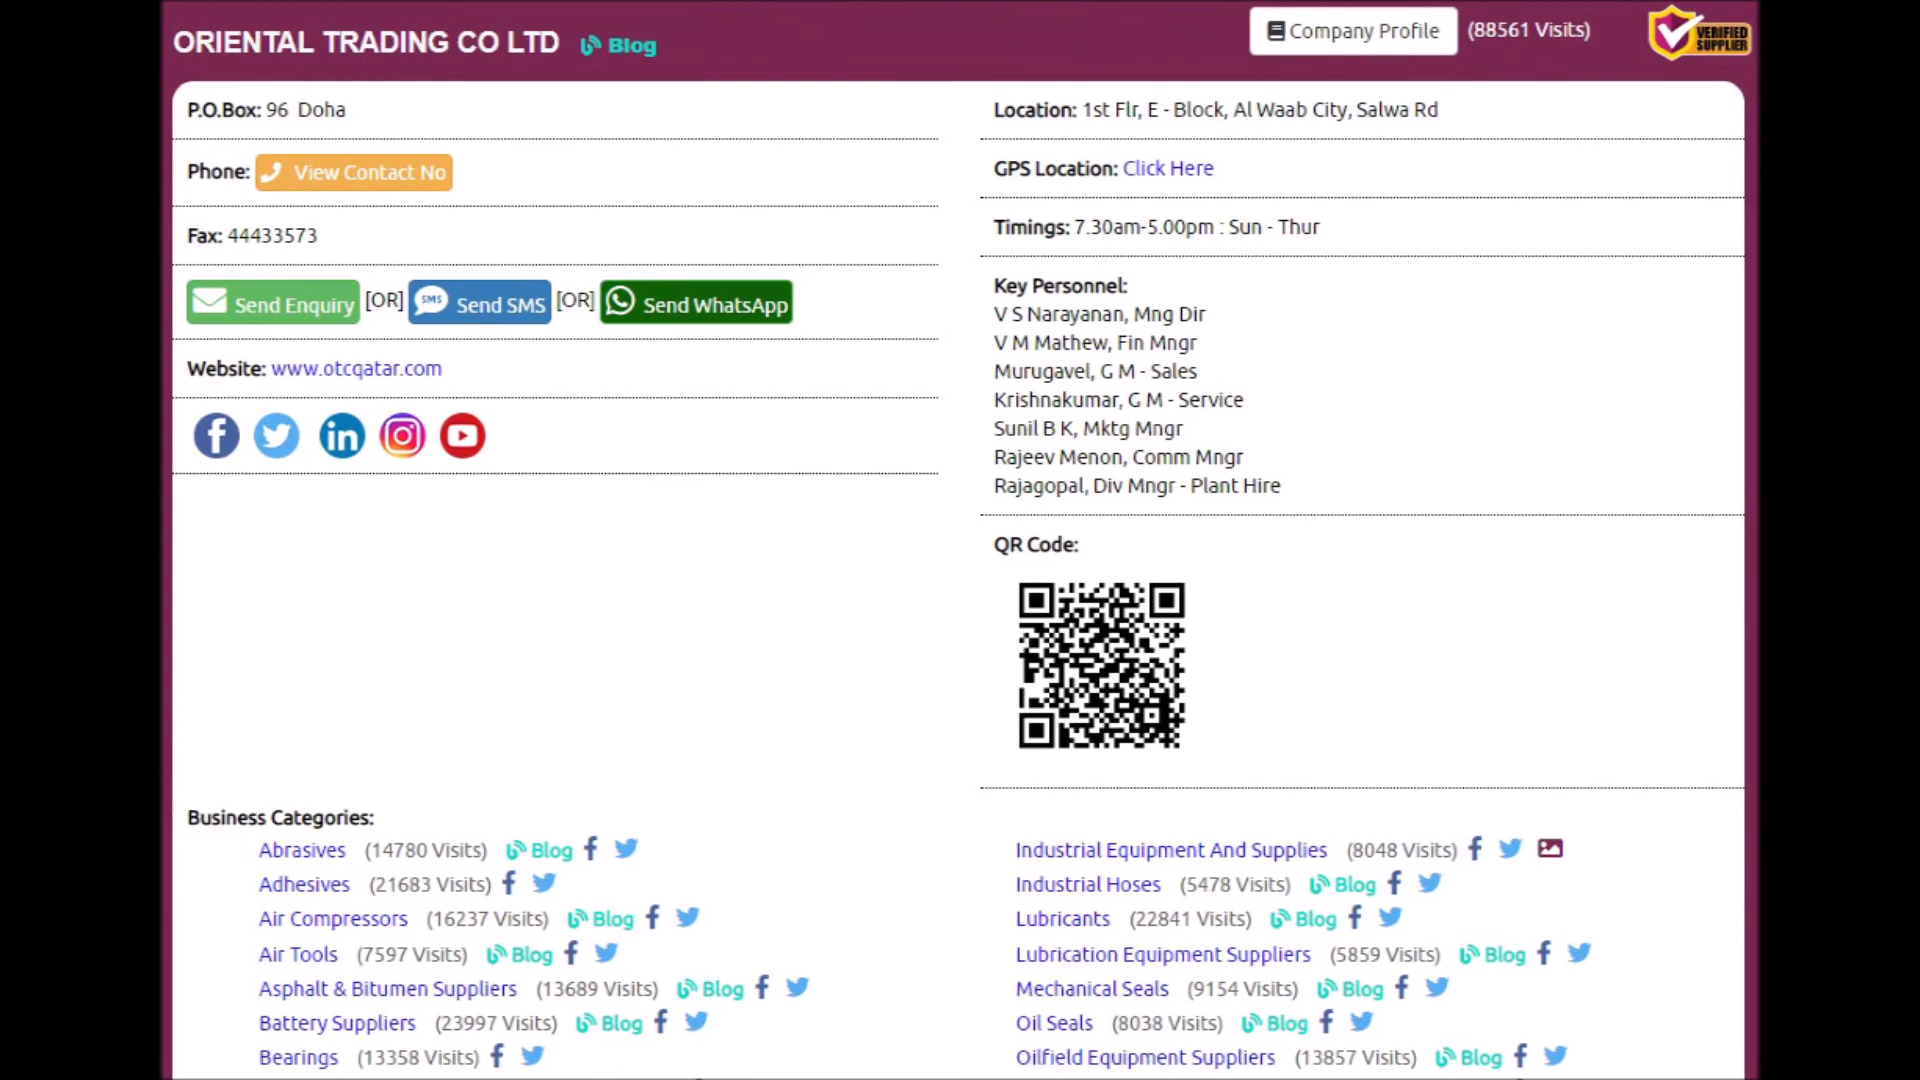 ORIENTAL TRADING CO LTD Blog
Company Profile (88561 Visits) VERIFIED SUPPLIER
P.O.Box: 96 Doha
Phone: View Contact No
Fax: 44433573
Send Enquiry [OR] SMS Send SMS [OR] Send WhatsApp
Website: www.otcqatar.com
Location: 1st Flr, E - Block, Al Waab City, Salwa Rd
GPS Location: Click Here
Timings: 7.30am-5.00pm : Sun - Thur
Key Personnel:
V S Narayanan, Mng Dir
V M Mathew, Fin Mngr
Murugavel, G M - Sales
Krishnakumar, G M - Service
Sunil B K, Mktg Mngr
Rajeev Menon, Comm Mngr
Rajagopal, Div Mngr - Plant Hire
QR Code:
Business Categories:
Abrasives (14780 Visits) Blog
Adhesives (21683 Visits)
Air Compressors (16237 Visits) Blog
Air Tools (7597 Visits) Blog
Asphalt & Bitumen Suppliers (13689 Visits) Blog
Battery Suppliers (23997 Visits) Blog
Bearings (13358 Visits)
Industrial Equipment And Supplies (8048 Visits)
Industrial Hoses (5478 Visits) Blog
Lubricants (22841 Visits) Blog
Lubrication Equipment Suppliers (5859 Visits) Blog
Mechanical Seals (9154 Visits) Blog
Oil Seals (8038 Visits) Blog
Oilfield Equipment Suppliers (13857 Visits) Blog